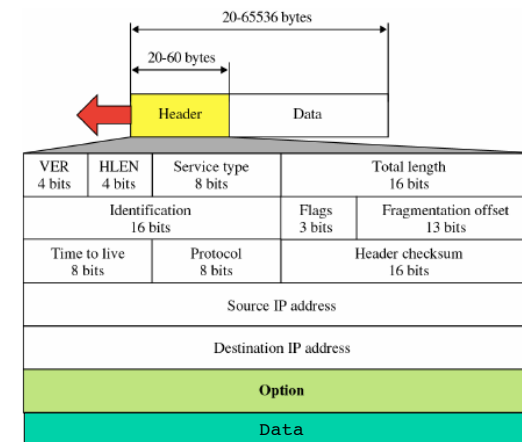 20-65536 bytes
20-60 bytes
Header
Data
VER
4 bits
HLEN
4 bits
Service type
8 bits
Total length
16 bits
Identification
16 bits
Flags
3 bits
Fragmentation offset
13 bits
Time to live
8 bits
Protocol
8 bits
Header checksum
16 bits
Source IP address
Destination IP address
Option
Data